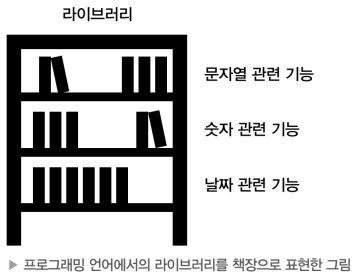 라이브러리
문자열 관련 기능
숫자 관련 기능
날짜 관련 기능
▶ 프로그래밍 언어에서의 라이브러리를 책장으로 표현한 그림